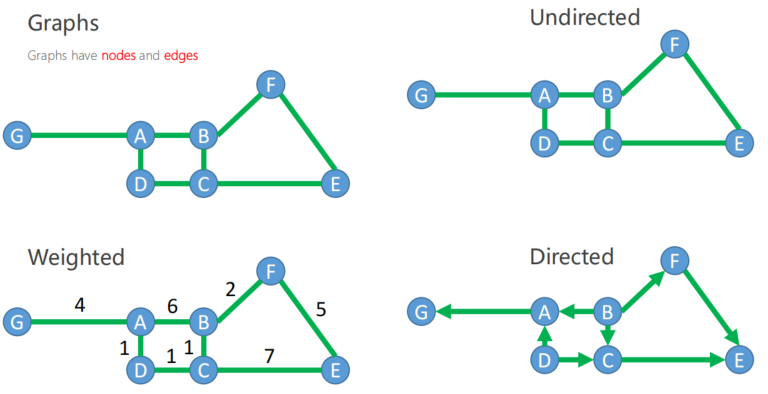 Graphs
Graphs have nodes and edges
F
G A B
D C E
Undirected
F
G A B
D C E
Weighted
F
2
4 6 5
G A B
1 1 1 7
D C E
Directed
F
G A B
D C E